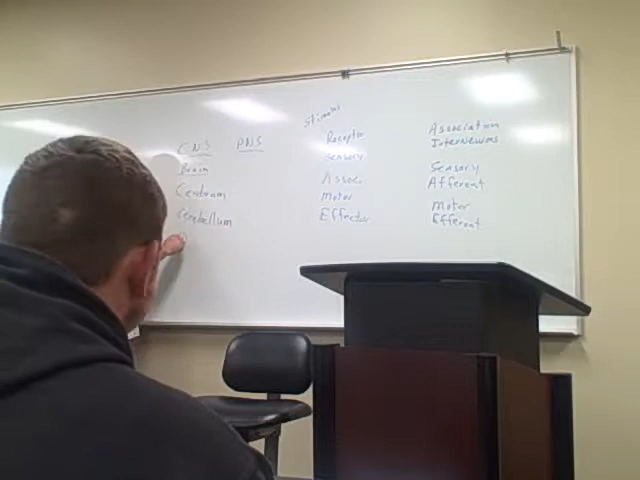 CNS PNS
Brain
Cerebrum
Cerebellum
Stimulus
Receptor
Sensory
Assoc.
Motor
Effector
Association
Interneurons
Sensory
Afferent
Motor
Efferent